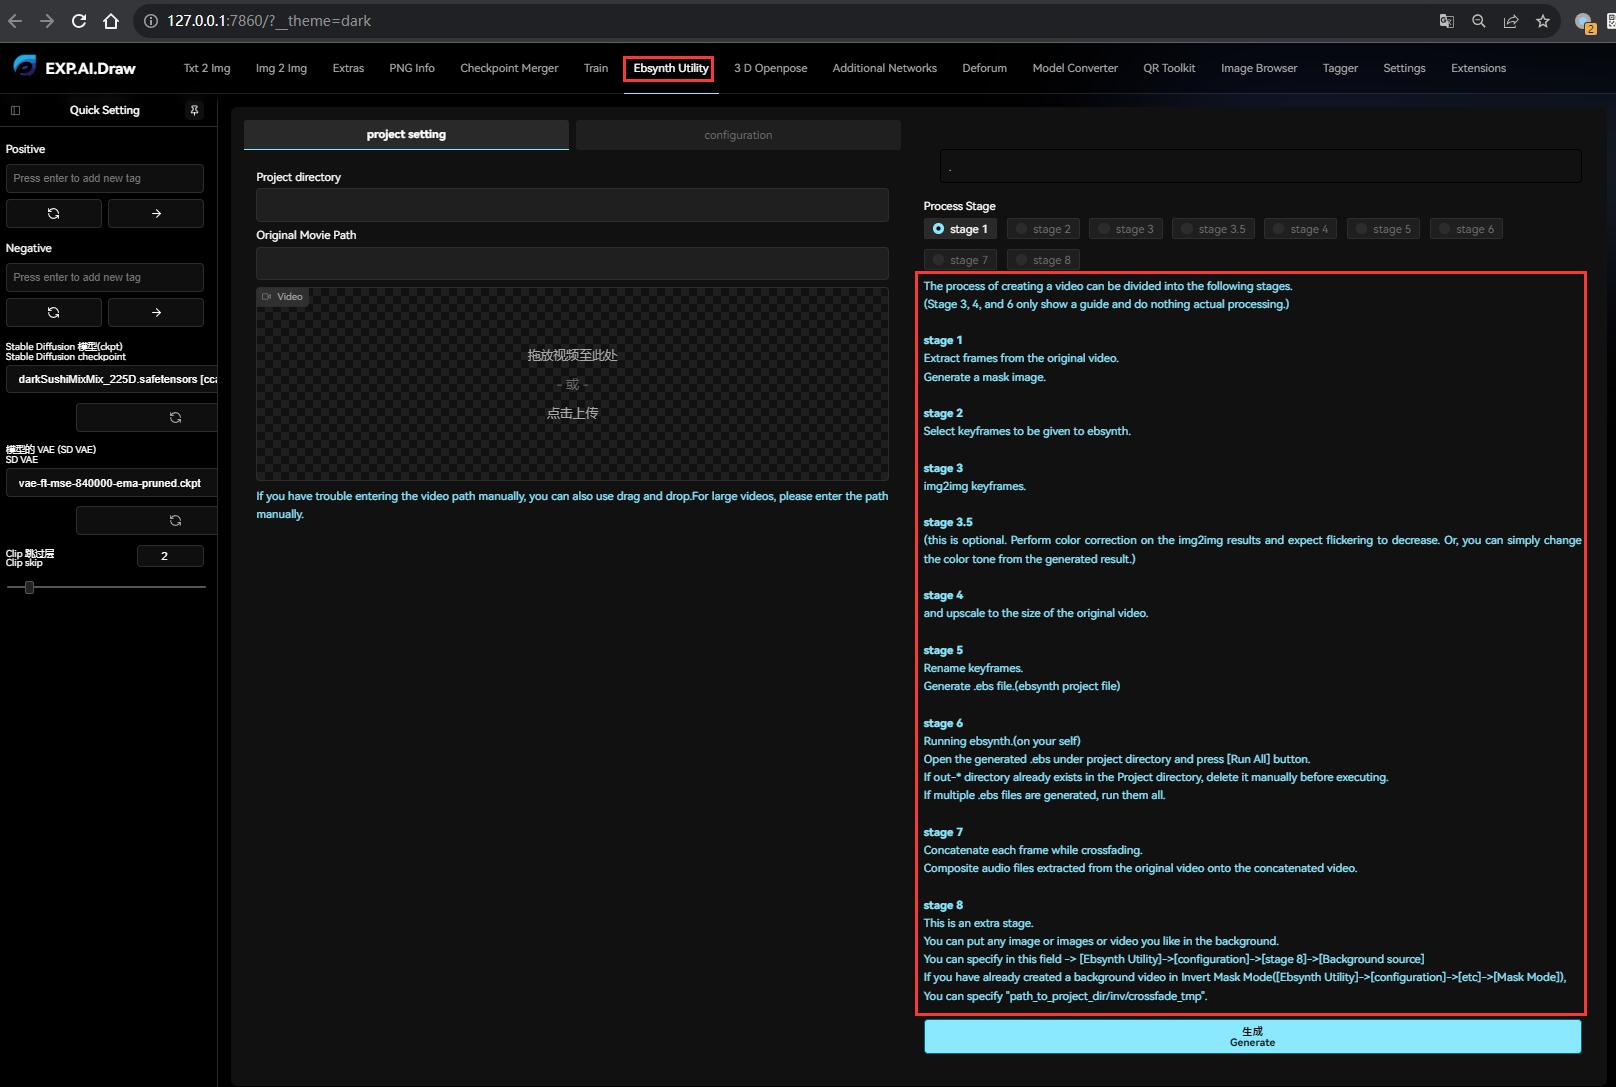 127.0.0.1:7860/?__theme=dark
2
EXP.AI.Draw
Txt 2 Img
Img 2 Img
Extras
PNG Info
Checkpoint Merger
Train
Ebsynth Utility
3 D Openpose
Additional Networks
Deforum
Model Converter
QR Toolkit
Image Browser
Tagger
Settings
Extensions
Quick Setting
Positive
Press enter to add new tag
Negative
Press enter to add new tag
Stable Diffusion 模型(ckpt)
Stable Diffusion checkpoint
darkSushiMixMix_225D.safetensors [cca
模型的 VAE (SD VAE)
SD VAE
vae-ft-mse-840000-ema-pruned.ckpt
Clip 跳过层
Clip skip
2
project setting
configuration
Project directory
Original Movie Path
Video
拖放视频至此处
- 或 -
点击上传
If you have trouble entering the video path manually, you can also use drag and drop.For large videos, please enter the path
manually.
.
Process Stage
stage 1
stage 2
stage 3
stage 3.5
stage 4
stage 5
stage 6
stage 7
stage 8
The process of creating a video can be divided into the following stages.
(Stage 3, 4, and 6 only show a guide and do nothing actual processing.)
stage 1
Extract frames from the original video.
Generate a mask image.
stage 2
Select keyframes to be given to ebsynth.
stage 3
img2img keyframes.
stage 3.5
(this is optional. Perform color correction on the img2img results and expect flickering to decrease. Or, you can simply change
the color tone from the generated result.)
stage 4
and upscale to the size of the original video.
stage 5
Rename keyframes.
Generate .ebs file.(ebsynth project file)
stage 6
Running ebsynth.(on your self)
Open the generated .ebs under project directory and press [Run All] button.
If out-* directory already exists in the Project directory, delete it manually before executing.
If multiple .ebs files are generated, run them all.
stage 7
Concatenate each frame while crossfading.
Composite audio files extracted from the original video onto the concatenated video.
stage 8
This is an extra stage.
You can put any image or images or video you like in the background.
You can specify in this field -> [Ebsynth Utility]->[configuration]->[stage 8]->[Background source]
If you have already created a background video in Invert Mask Mode([Ebsynth Utility]->[configuration]->[etc]->[Mask Mode]),
You can specify "path_to_project_dir/inv/crossfade_tmp".
生成
Generate